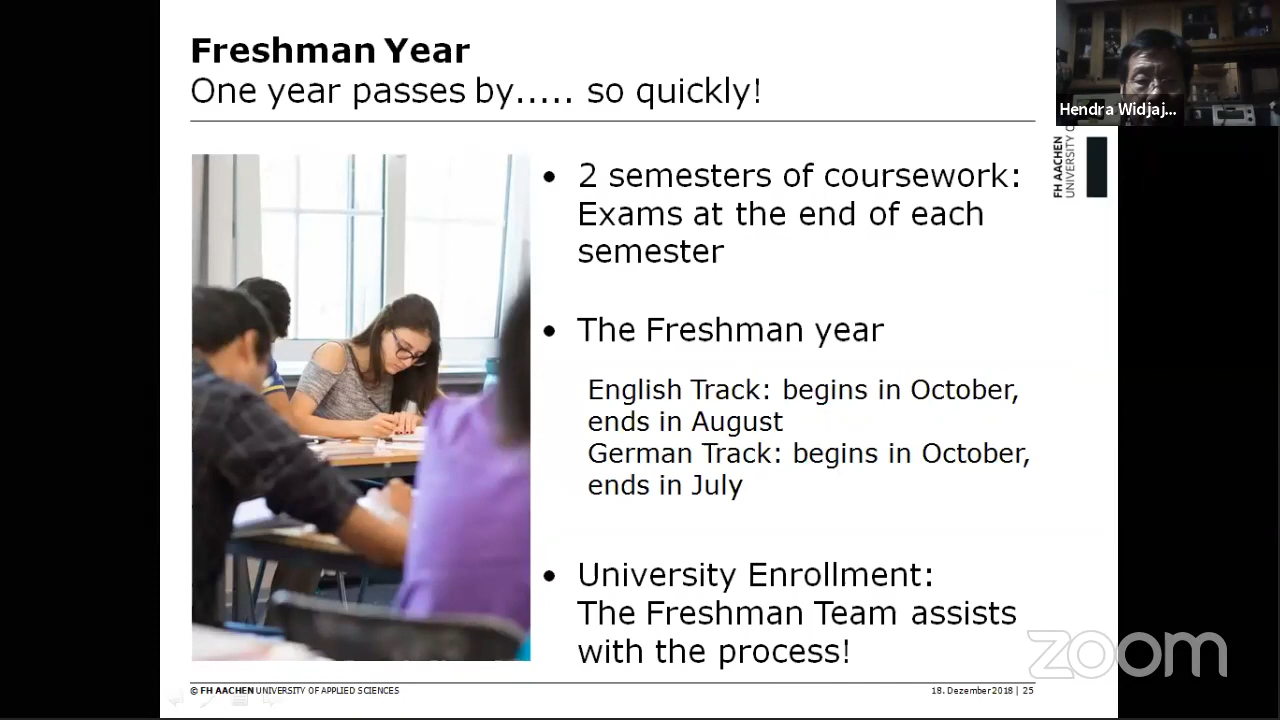 Freshman Year
One year passes by..... so quickly!
Hendra Widjaj...
FH AACHEN
UNIVERSITY O
• 2 semesters of coursework:
Exams at the end of each
semester
• The Freshman year
English Track: begins in October,
ends in August
German Track: begins in October,
ends in July
• University Enrollment:
The Freshman Team assists
with the process!
zoom
© FH AACHEN UNIVERSITY OF APPLIED SCIENCES
18. Dezember 2018 | 25